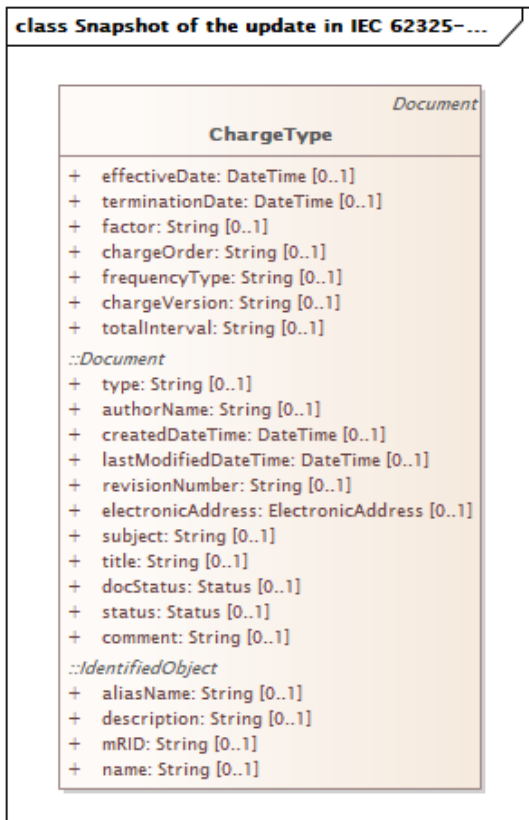 class Snapshot of the update in IEC 62325-...
Document
ChargeType
+ effectiveDate: DateTime [0..1]
+ terminationDate: DateTime [0..1]
+ factor: String [0..1]
+ chargeOrder: String [0..1]
+ frequencyType: String [0..1]
+ chargeVersion: String [0..1]
+ totalInterval: String [0..1]
::Document
+ type: String [0..1]
+ authorName: String [0..1]
+ createdDateTime: DateTime [0..1]
+ lastModifiedDateTime: DateTime [0..1]
+ revisionNumber: String [0..1]
+ electronicAddress: ElectronicAddress [0..1]
+ subject: String [0..1]
+ title: String [0..1]
+ docStatus: Status [0..1]
+ status: Status [0..1]
+ comment: String [0..1]
::IdentifiedObject
+ aliasName: String [0..1]
+ description: String [0..1]
+ mRID: String [0..1]
+ name: String [0..1]